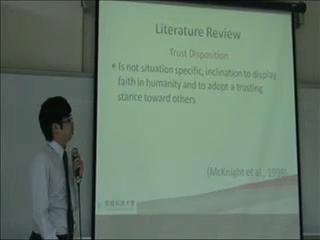 Literature Review
Trust Disposition
• Is not situation specific, inclination to display
faith in humanity and to adopt a trusting
stance toward others
(McKnight et al., 1998)